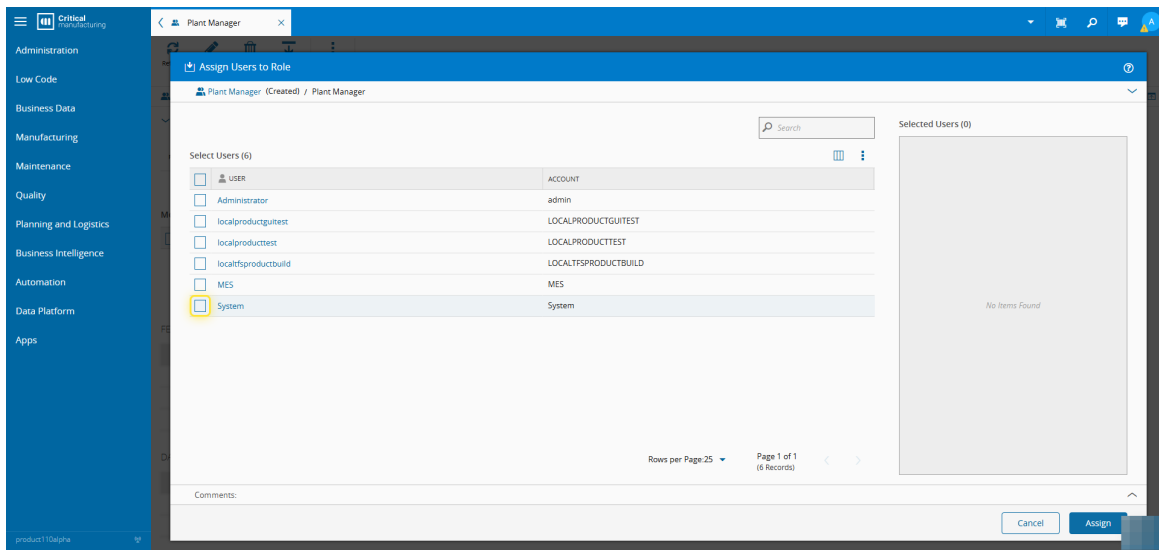 Critical
manufacturing
Plant Manager
A
Administration
Low Code
Business Data
Manufacturing
Maintenance
Quality
Planning and Logistics
Business Intelligence
Automation
Data Platform
Apps
product110alpha
Assign Users to Role
Plant Manager (Created) / Plant Manager
Search
Select Users (6)
USER ACCOUNT
Administrator admin
localproductguitest LOCALPRODUCTGUITEST
localproducttest LOCALPRODUCTTEST
localtfsproductbuild LOCALTFSPRODUCTBUILD
MES MES
System System
Rows per Page:25 Page 1 of 1
(6 Records)
Selected Users (0)
No Items Found
Comments:
Cancel Assign